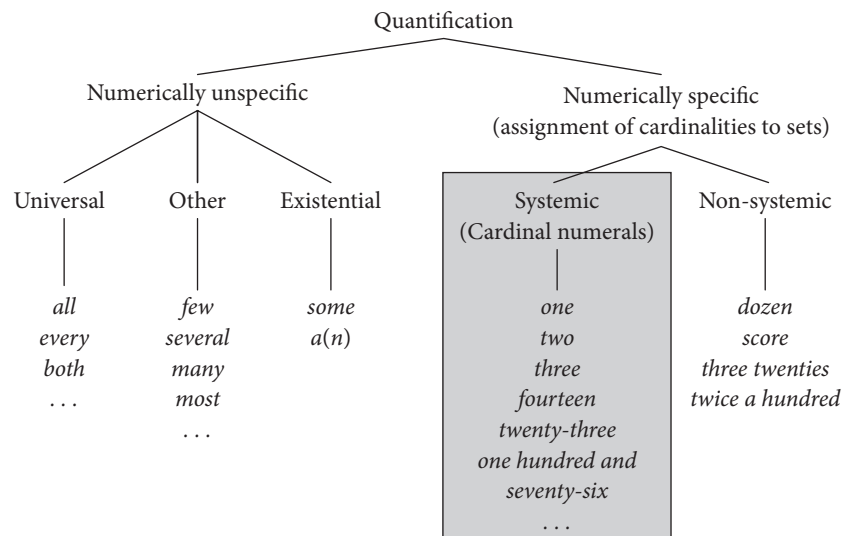 Quantification
Numerically unspecific
Numerically specific
(assignment of cardinalities to sets)
Universal
Other
Existential
Systemic
(Cardinal numerals)
Non-systemic
all
every
both
. . .
few
several
many
most
. . .
some
a(n)
one
two
three
fourteen
twenty-three
one hundred and
seventy-six
. . .
dozen
score
three twenties
twice a hundred